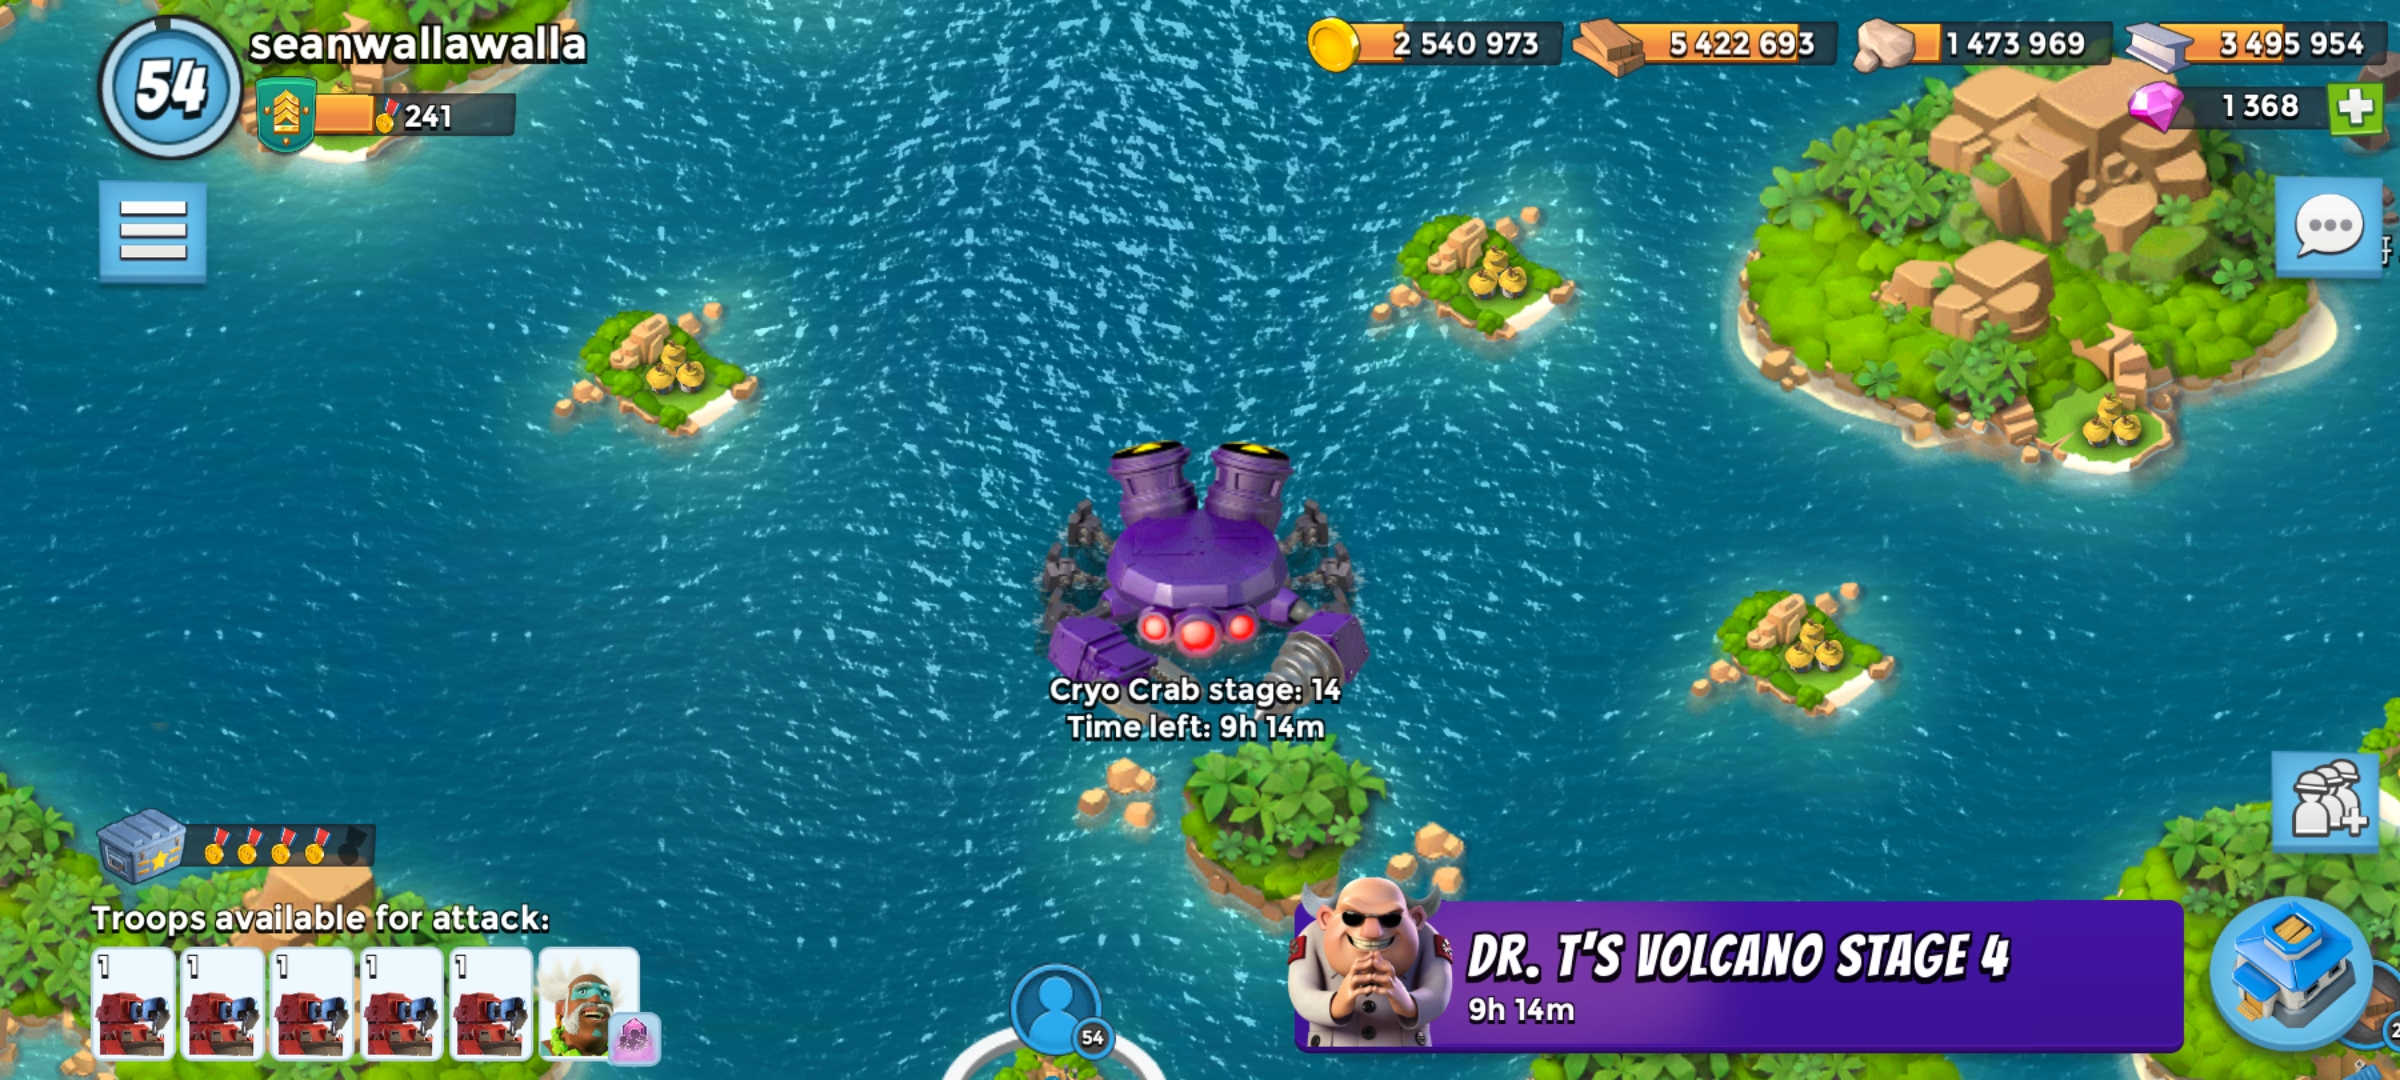 54
seanwallawalla
241
2 540 973
5 422 693
1 473 969
3 495 954
1 368
Cryo Crab stage: 14
Time left: 9h 14m
Troops available for attack:
1
1
1
1
1
54
DR. T'S VOLCANO STAGE 4
9h 14m